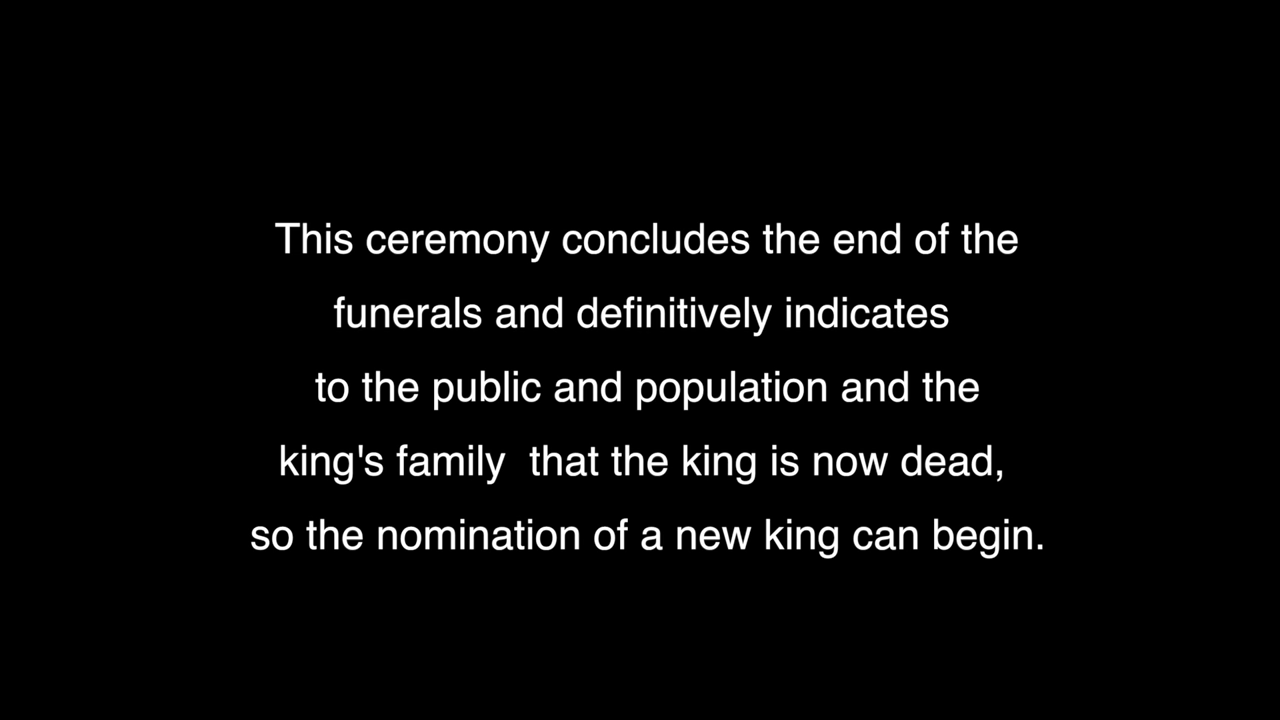 This ceremony concludes the end of the
funerals and definitively indicates
to the public and population and the
king's family  that the king is now dead,
so the nomination of a new king can begin.